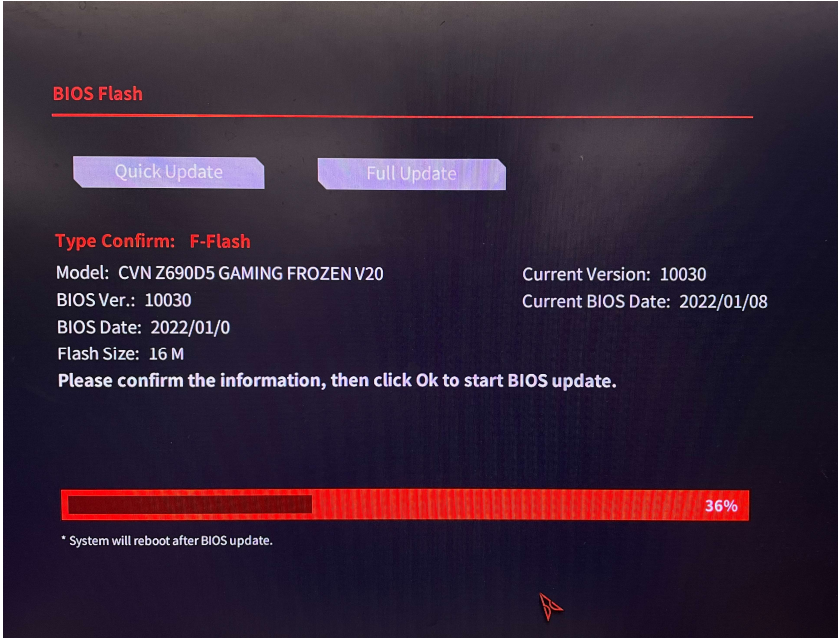 BIOS Flash
Quick Update Full Update
Type Confirm: F-Flash
Model: CVN Z690D5 GAMING FROZEN V20 Current Version: 10030
BIOS Ver.: 10030 Current BIOS Date: 2022/01/08
BIOS Date: 2022/01/0
Flash Size: 16 M
Please confirm the information, then click Ok to start BIOS update.
36%
* System will reboot after BIOS update.